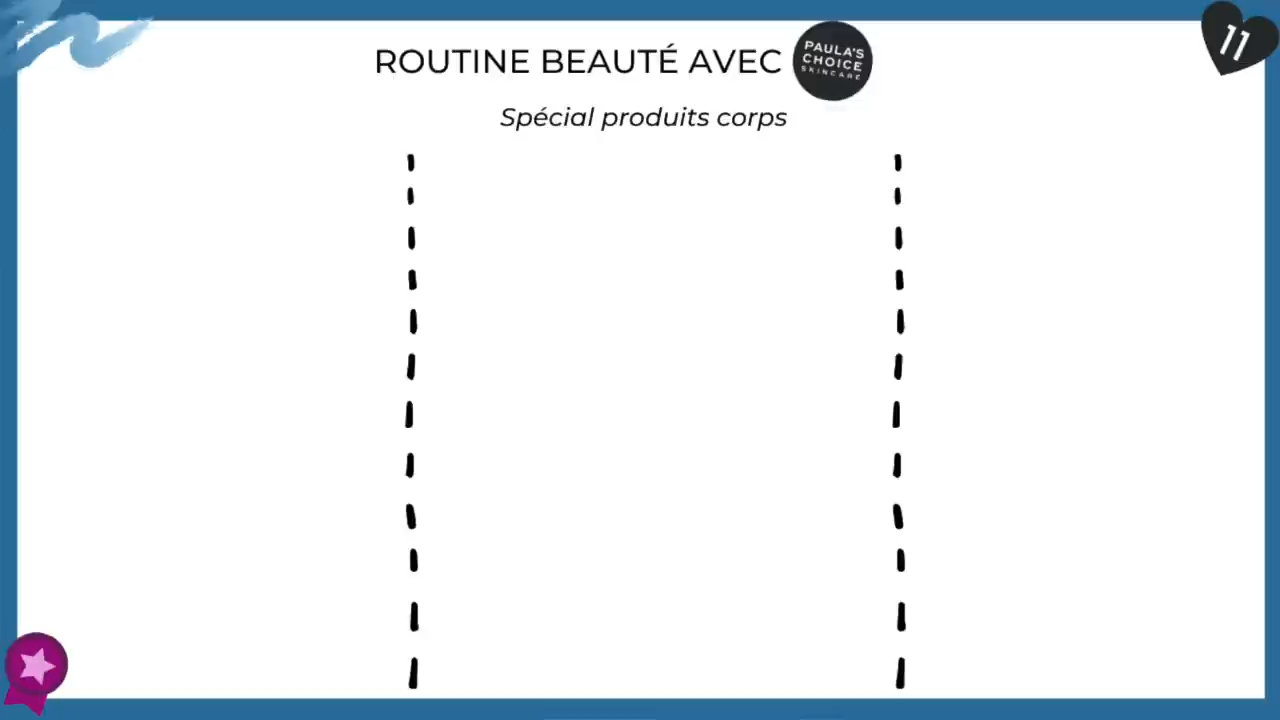 ROUTINE BEAUTÉ AVEC
PAULA'S
CHOICE
SKINCARE
Spécial produits corps
11